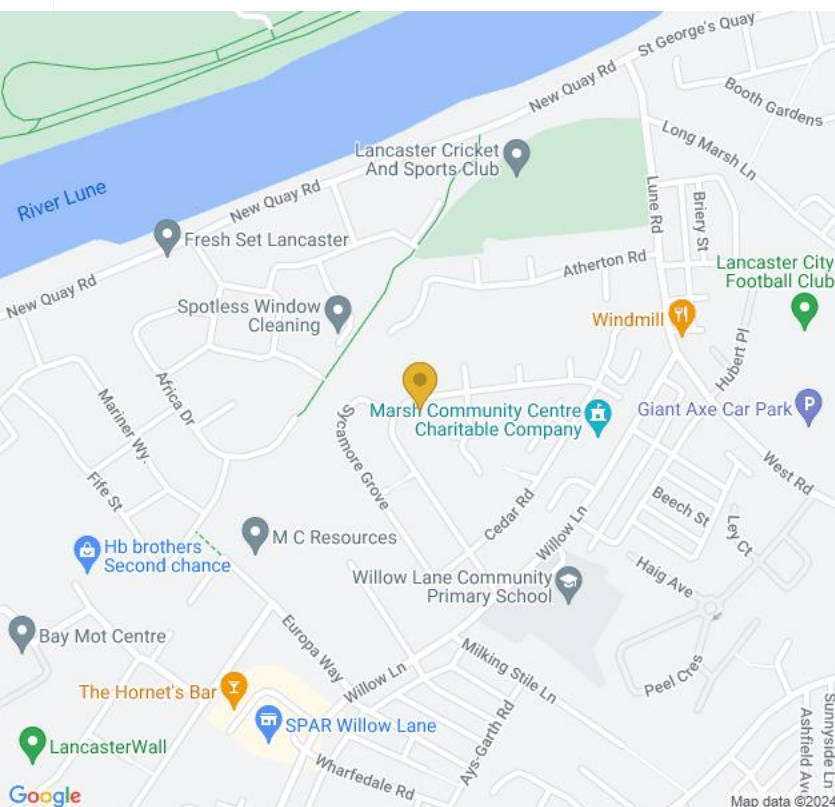 St George's Quay
New Quay Rd
Booth Gardens
Long Marsh Ln
Lancaster Cricket
And Sports Club
River Lune
New Quay Rd
Lune Rd
Briery St
Fresh Set Lancaster
Atherton Rd
Lancaster City
Football Club
New Quay Rd
Spotless Window
Cleaning
Windmill
Hubert Pl
Africa Dr
Mariner Wy.
Sycamore Grove
Marsh Community Centre
Charitable Company
Giant Axe Car Park
P
West Rd
Fife St
Cedar Rd
Willow Ln
Beech St
Ley Ct
M C Resources
Hb brothers
Second chance
Willow Lane Community
Primary School
Haig Ave
Bay Mot Centre
Europa Way
Willow Ln
Milking Stile Ln
Peel Cres
The Hornet's Bar
SPAR Willow Lane
Ays-Garth Rd
Ashfield Av
Sunnyside Ln
LancasterWall
Wharfedale Rd
Google
Map data ©2024